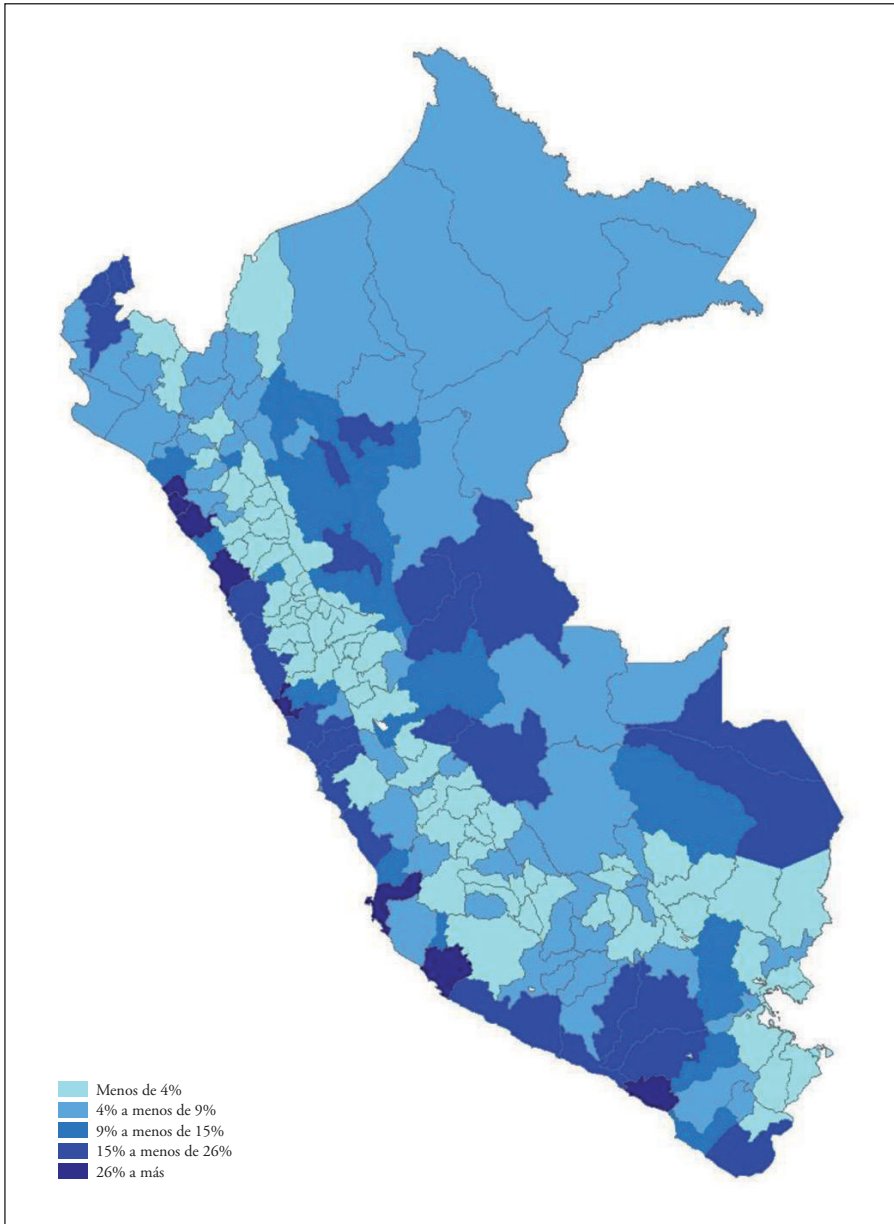 Menos de 4%
4% a menos de 9%
9% a menos de 15%
15% a menos de 26%
26% a más